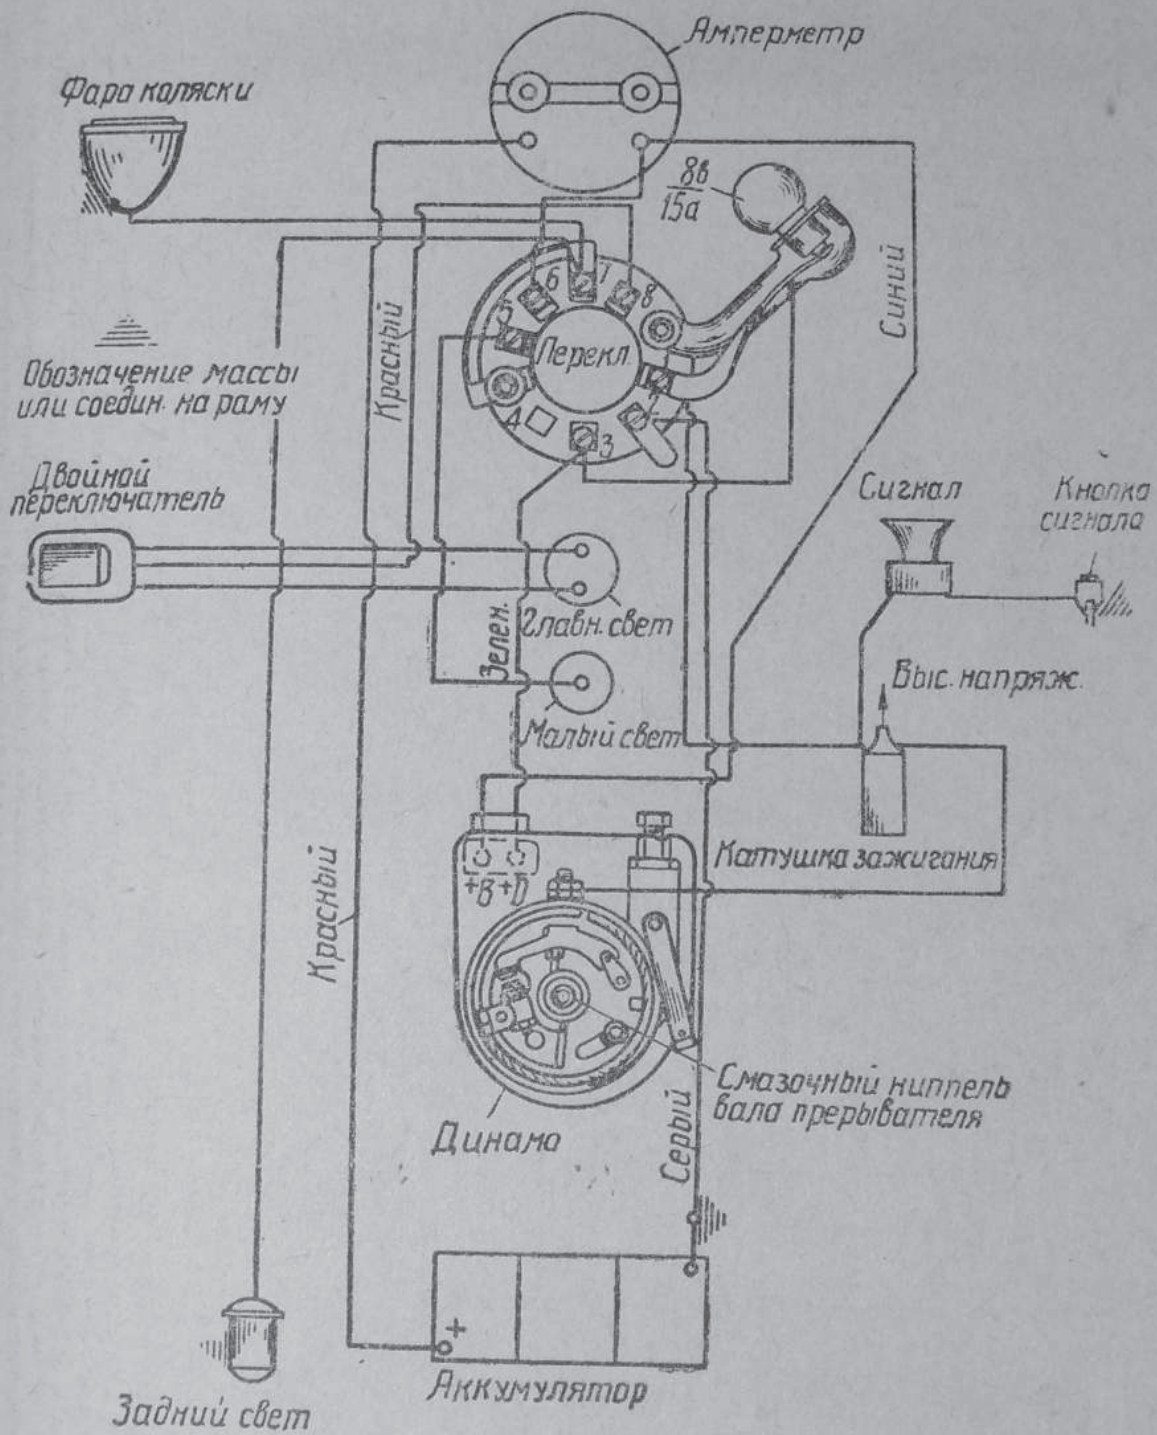 Амперметр
Фара коляски
8в
15а
Синий
6
7
8
5
Перекл.
Красный
Обозначение массы
или соедин. на раму
4
3
2
1
Двойной
переключатель
Сигнал
Кнопка
сигнала
Главн. свет
Зелен.
Выс. напряж.
Малый свет
Катушка зажигания
+В +D
Красный
Смазочный ниппель
вала прерывателя
Динамо
Серый
+
Аккумулятор
Задний свет